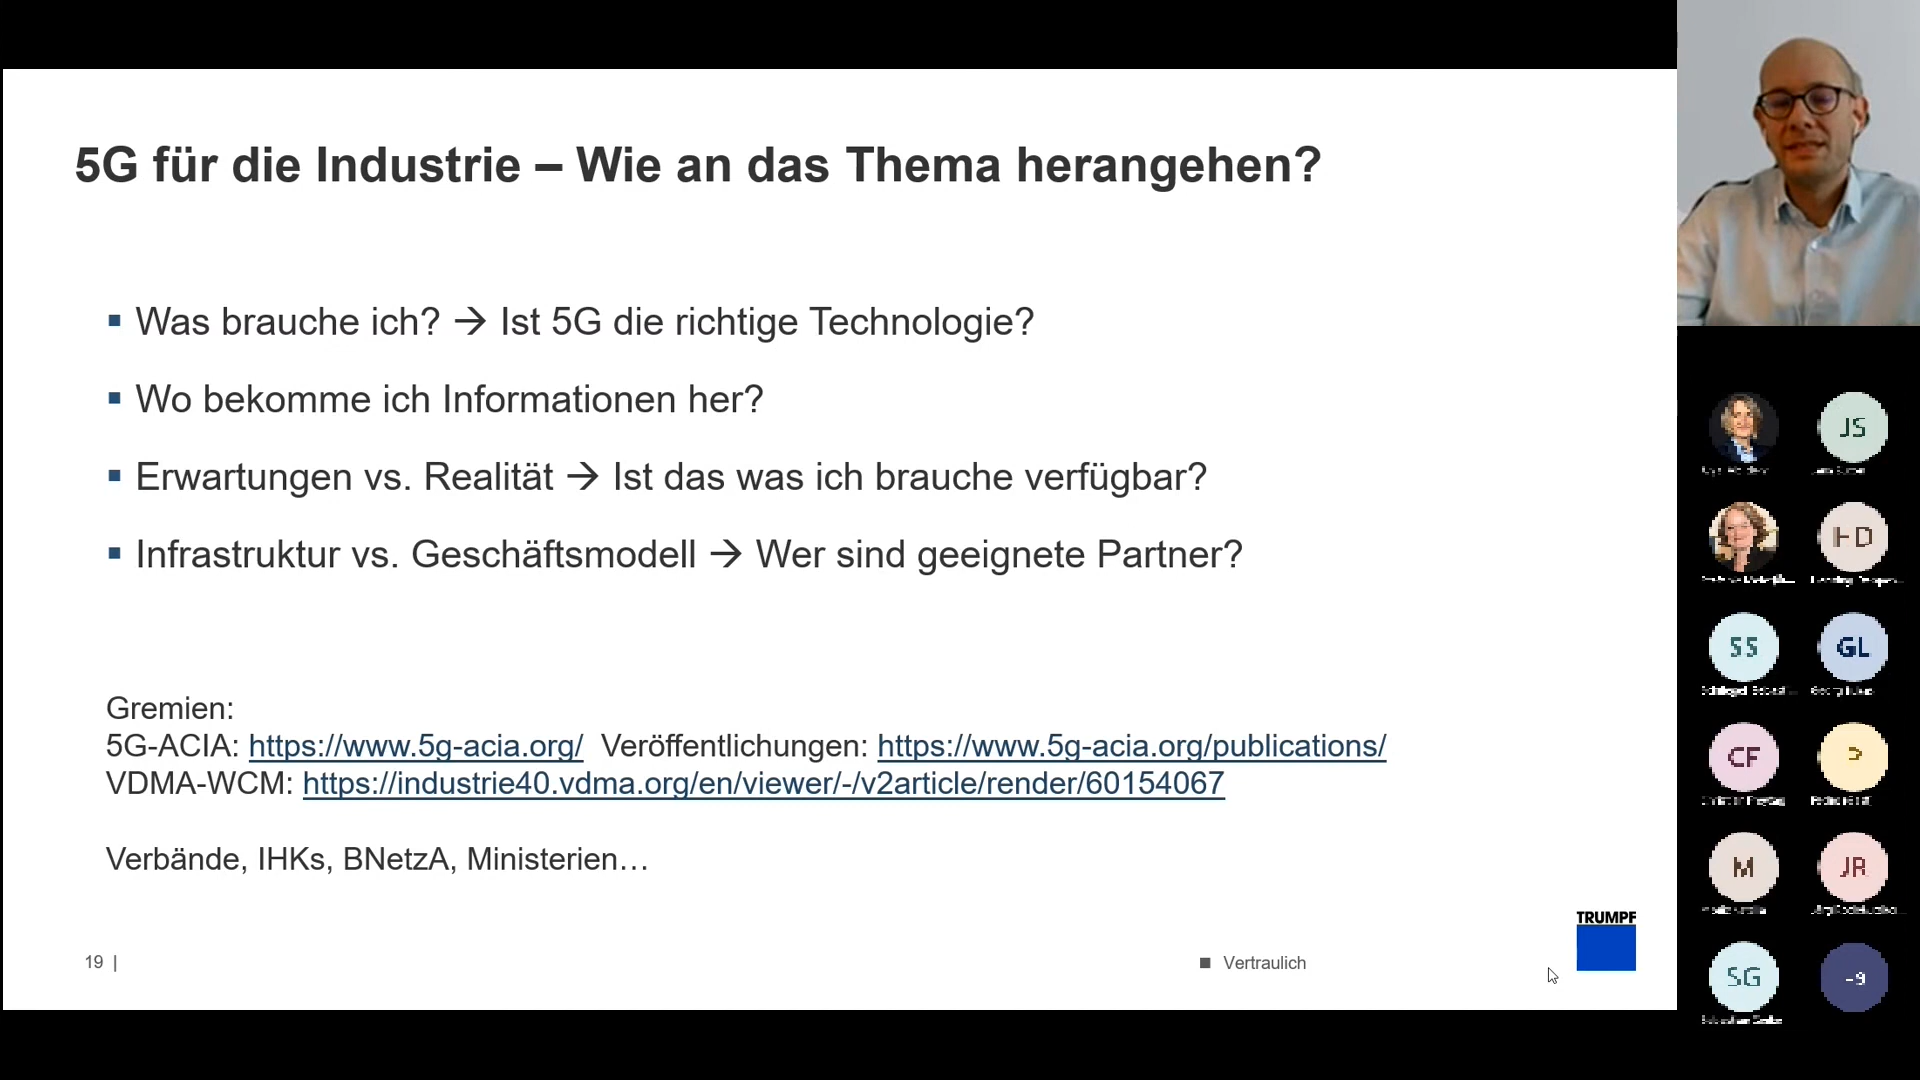 5G für die Industrie – Wie an das Thema herangehen?
▪ Was brauche ich? → Ist 5G die richtige Technologie?
▪ Wo bekomme ich Informationen her?
▪ Erwartungen vs. Realität → Ist das was ich brauche verfügbar?
▪ Infrastruktur vs. Geschäftsmodell → Wer sind geeignete Partner?
Gremien:
5G-ACIA: https://www.5g-acia.org/ Veröffentlichungen: https://www.5g-acia.org/publications/
VDMA-WCM: https://industrie40.vdma.org/en/viewer/-/v2article/render/60154067
Verbände, IHKs, BNetzA, Ministerien…
19 |
■ Vertraulich
TRUMPF
JS
HD
SS
GL
CF
P
M
JR
SG